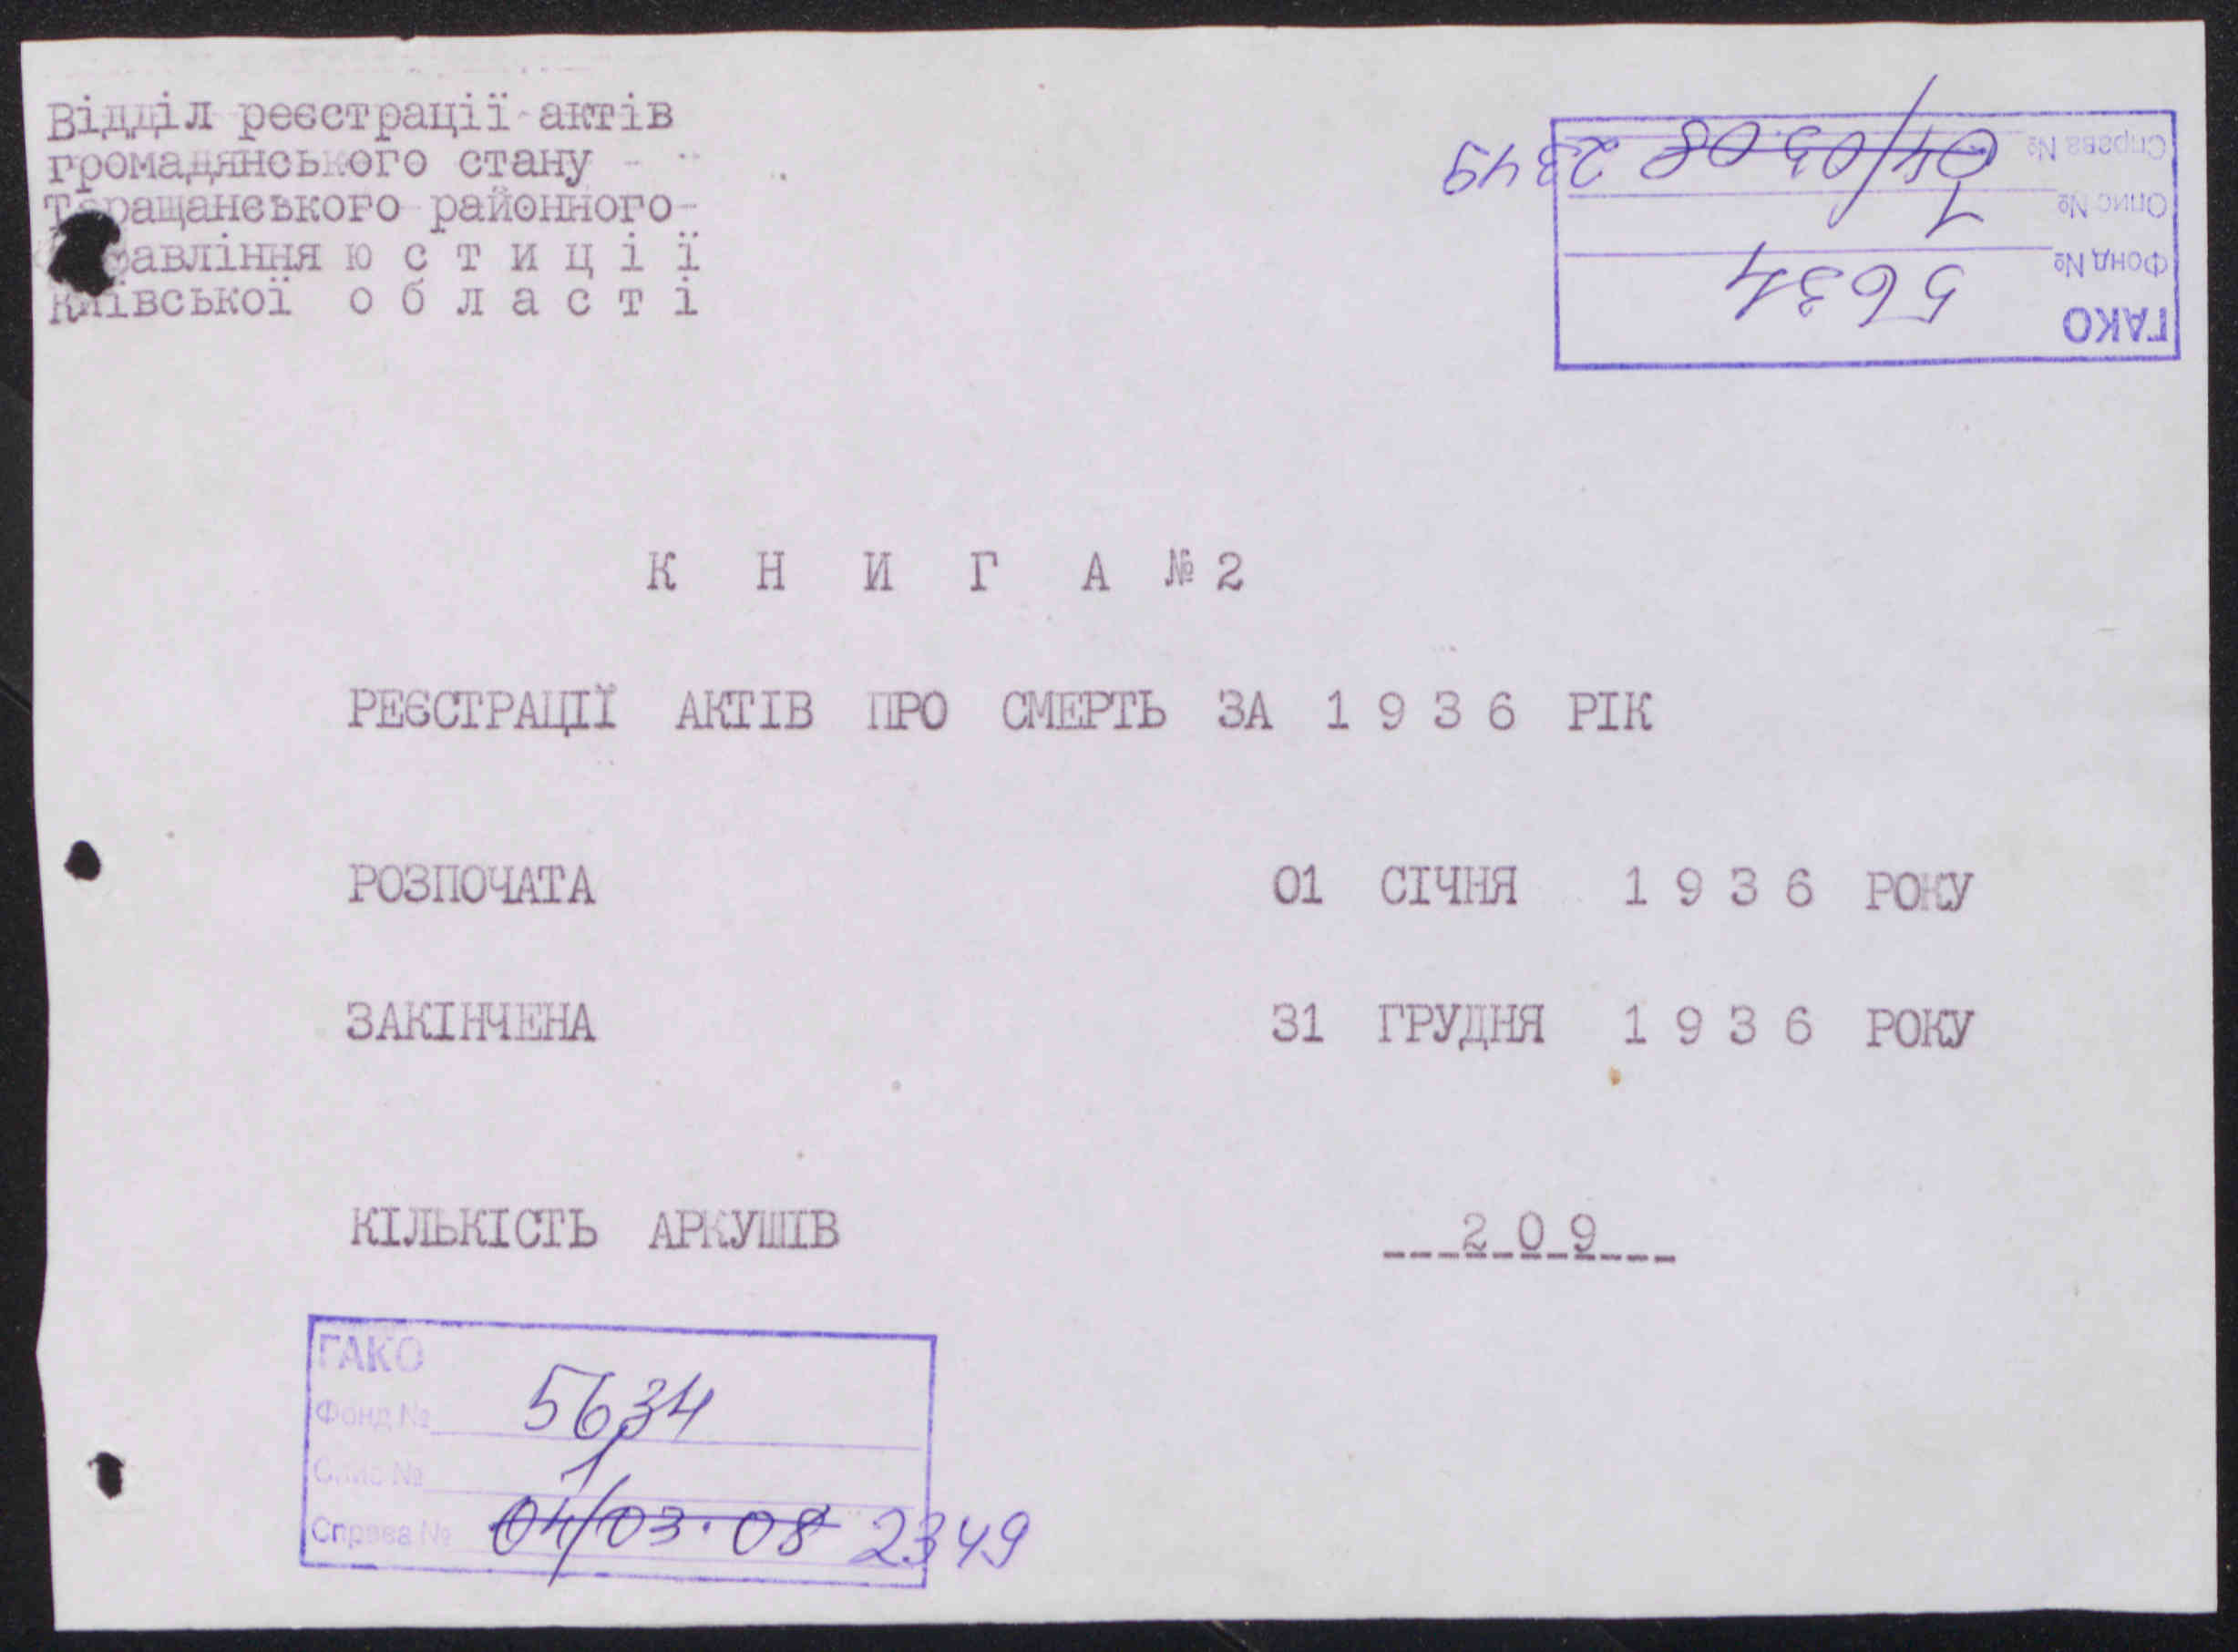 Відділ реєстрації актів
громадянського стану
Таращанського районного
управління ю с т и ц і ї
Київської о б л а с т і
ГАКО
Фонд № 5634
Опис № 1
Справа № 04/03.08 2349
К Н И Г А № 2
РЕЄСТРАЦІЇ АКТІВ ПРО СМЕРТЬ ЗА 1 9 3 6 РІК
РОЗПОЧАТА 01 СІЧНЯ 1 9 3 6 РОКУ
ЗАКІНЧЕНА 31 ГРУДНЯ 1 9 3 6 РОКУ
КІЛЬКІСТЬ АРКУШІВ 2 0 9
ГАКО
Фонд № 5634
Опис № 1
Справа № 04/03.08 2349